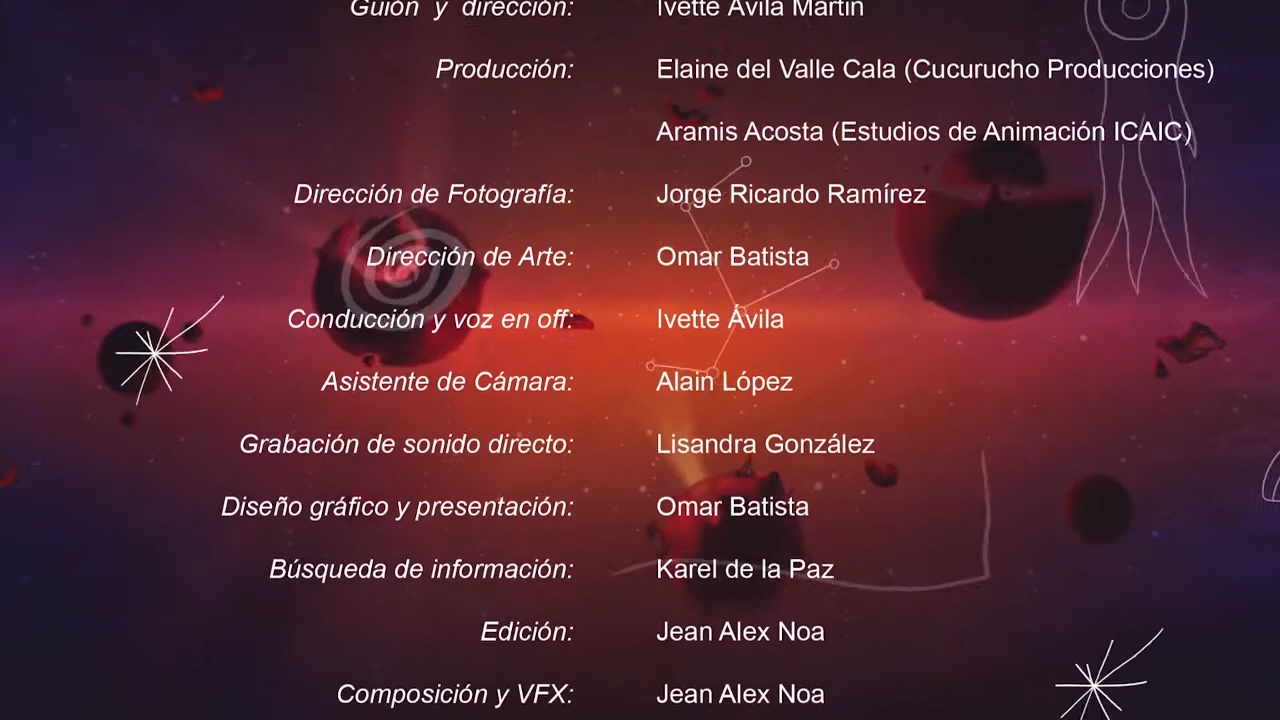 Guión y dirección: Ivette Ávila Martín
Producción: Elaine del Valle Cala (Cucurucho Producciones)
Aramis Acosta (Estudios de Animación ICAIC)
Dirección de Fotografía: Jorge Ricardo Ramírez
Dirección de Arte: Omar Batista
Conducción y voz en off: Ivette Ávila
Asistente de Cámara: Alain López
Grabación de sonido directo: Lisandra González
Diseño gráfico y presentación: Omar Batista
Búsqueda de información: Karel de la Paz
Edición: Jean Alex Noa
Composición y VFX: Jean Alex Noa